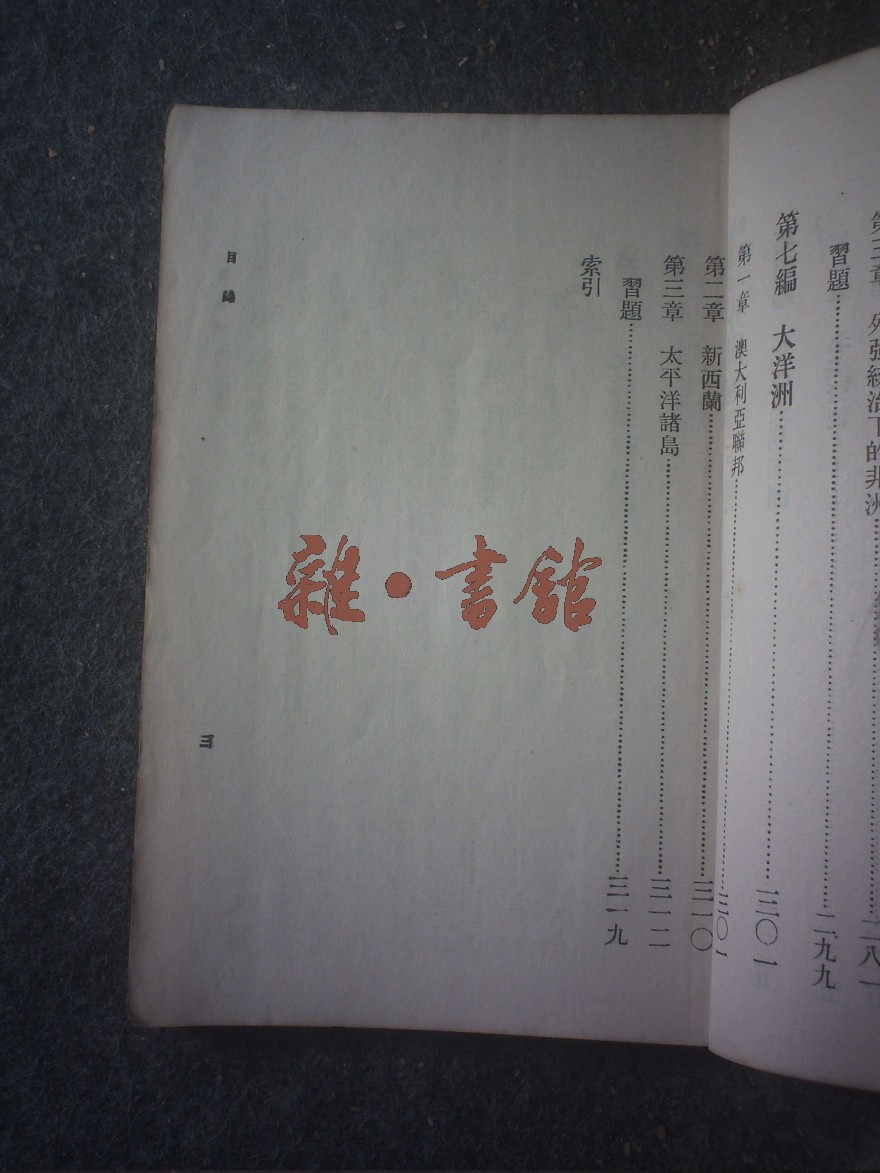 第三章　列强統治下的非洲……二八一
習題……二九九
第七編　大洋洲……三〇一
第一章　澳大利亞聯邦……三〇一
第二章　新西蘭……三一〇
第三章　太平洋諸島……三一二
習題……三一九
索引
目錄
三
雜·書館